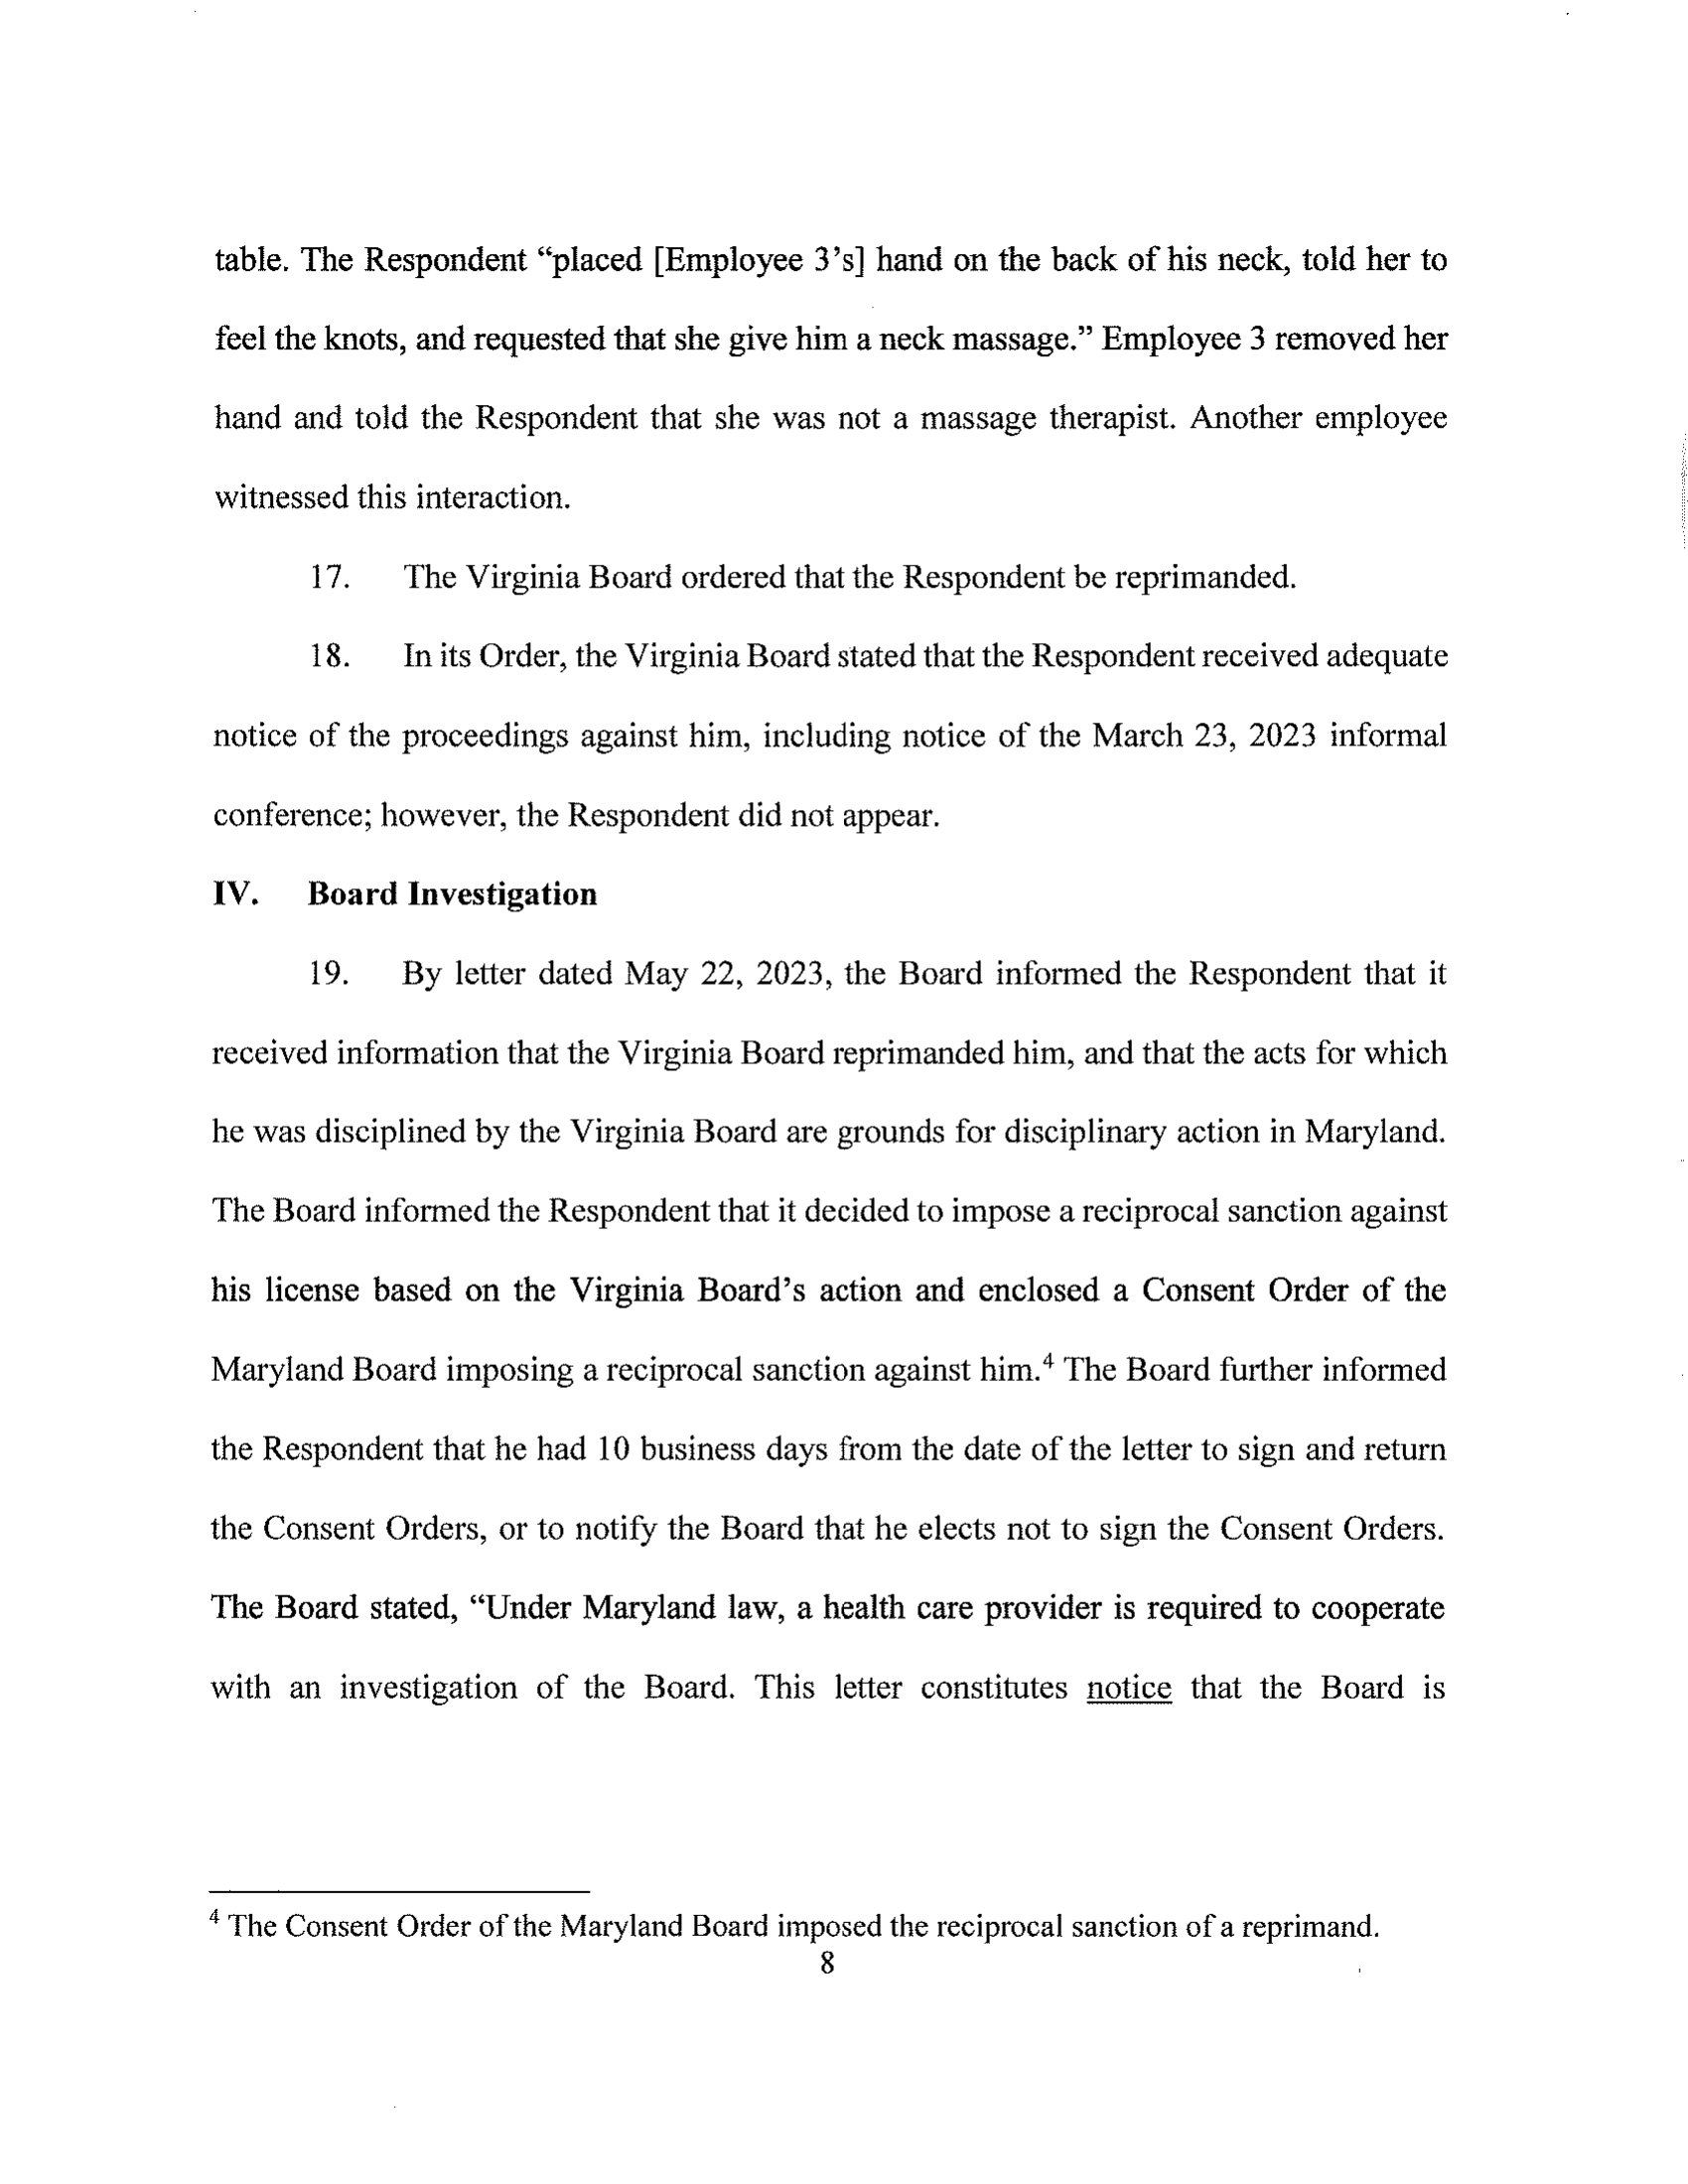 table. The Respondent “placed [Employee 3’s] hand on the back of his neck, told her to
feel the knots, and requested that she give him a neck massage.” Employee 3 removed her
hand and told the Respondent that she was not a massage therapist. Another employee
witnessed this interaction.
17. The Virginia Board ordered that the Respondent be reprimanded.
18. In its Order, the Virginia Board stated that the Respondent received adequate
notice of the proceedings against him, including notice of the March 23, 2023 informal
conference; however, the Respondent did not appear.
IV. Board Investigation
19. By letter dated May 22, 2023, the Board informed the Respondent that it
received information that the Virginia Board reprimanded him, and that the acts for which
he was disciplined by the Virginia Board are grounds for disciplinary action in Maryland.
The Board informed the Respondent that it decided to impose a reciprocal sanction against
his license based on the Virginia Board’s action and enclosed a Consent Order of the
Maryland Board imposing a reciprocal sanction against him.⁴ The Board further informed
the Respondent that he had 10 business days from the date of the letter to sign and return
the Consent Orders, or to notify the Board that he elects not to sign the Consent Orders.
The Board stated, “Under Maryland law, a health care provider is required to cooperate
with an investigation of the Board. This letter constitutes notice that the Board is
⁴ The Consent Order of the Maryland Board imposed the reciprocal sanction of a reprimand.
8